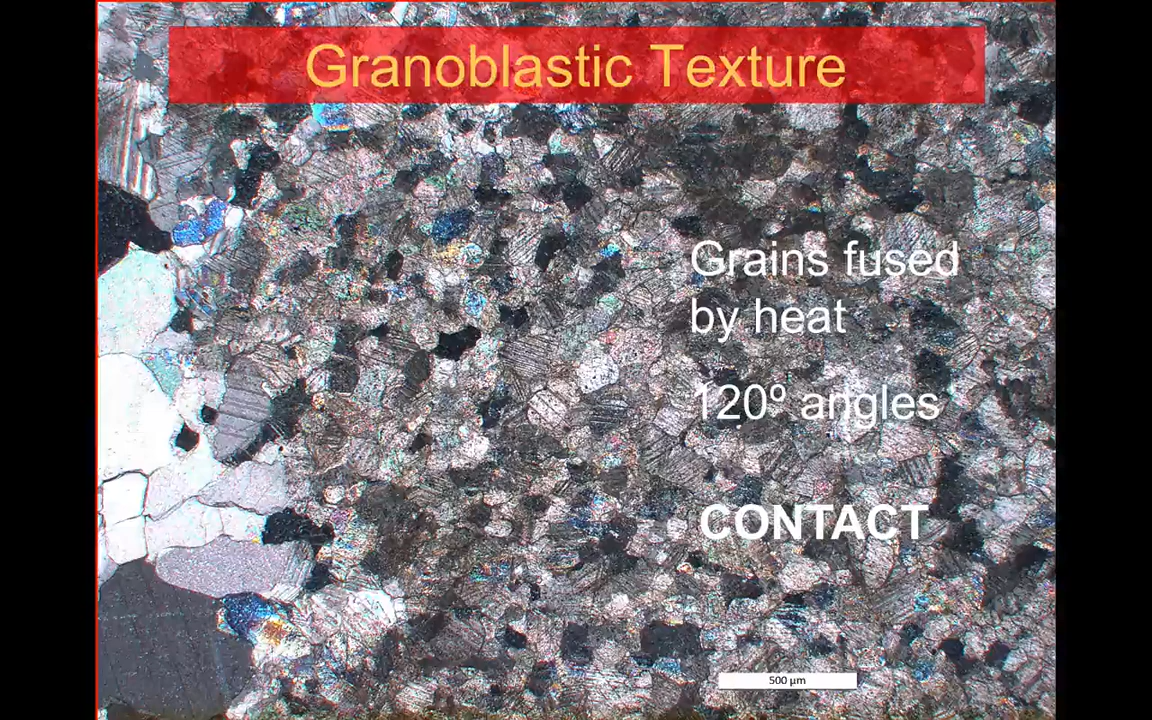 Granoblastic Texture
Grains fused
by heat
120º angles
CONTACT
500 µm